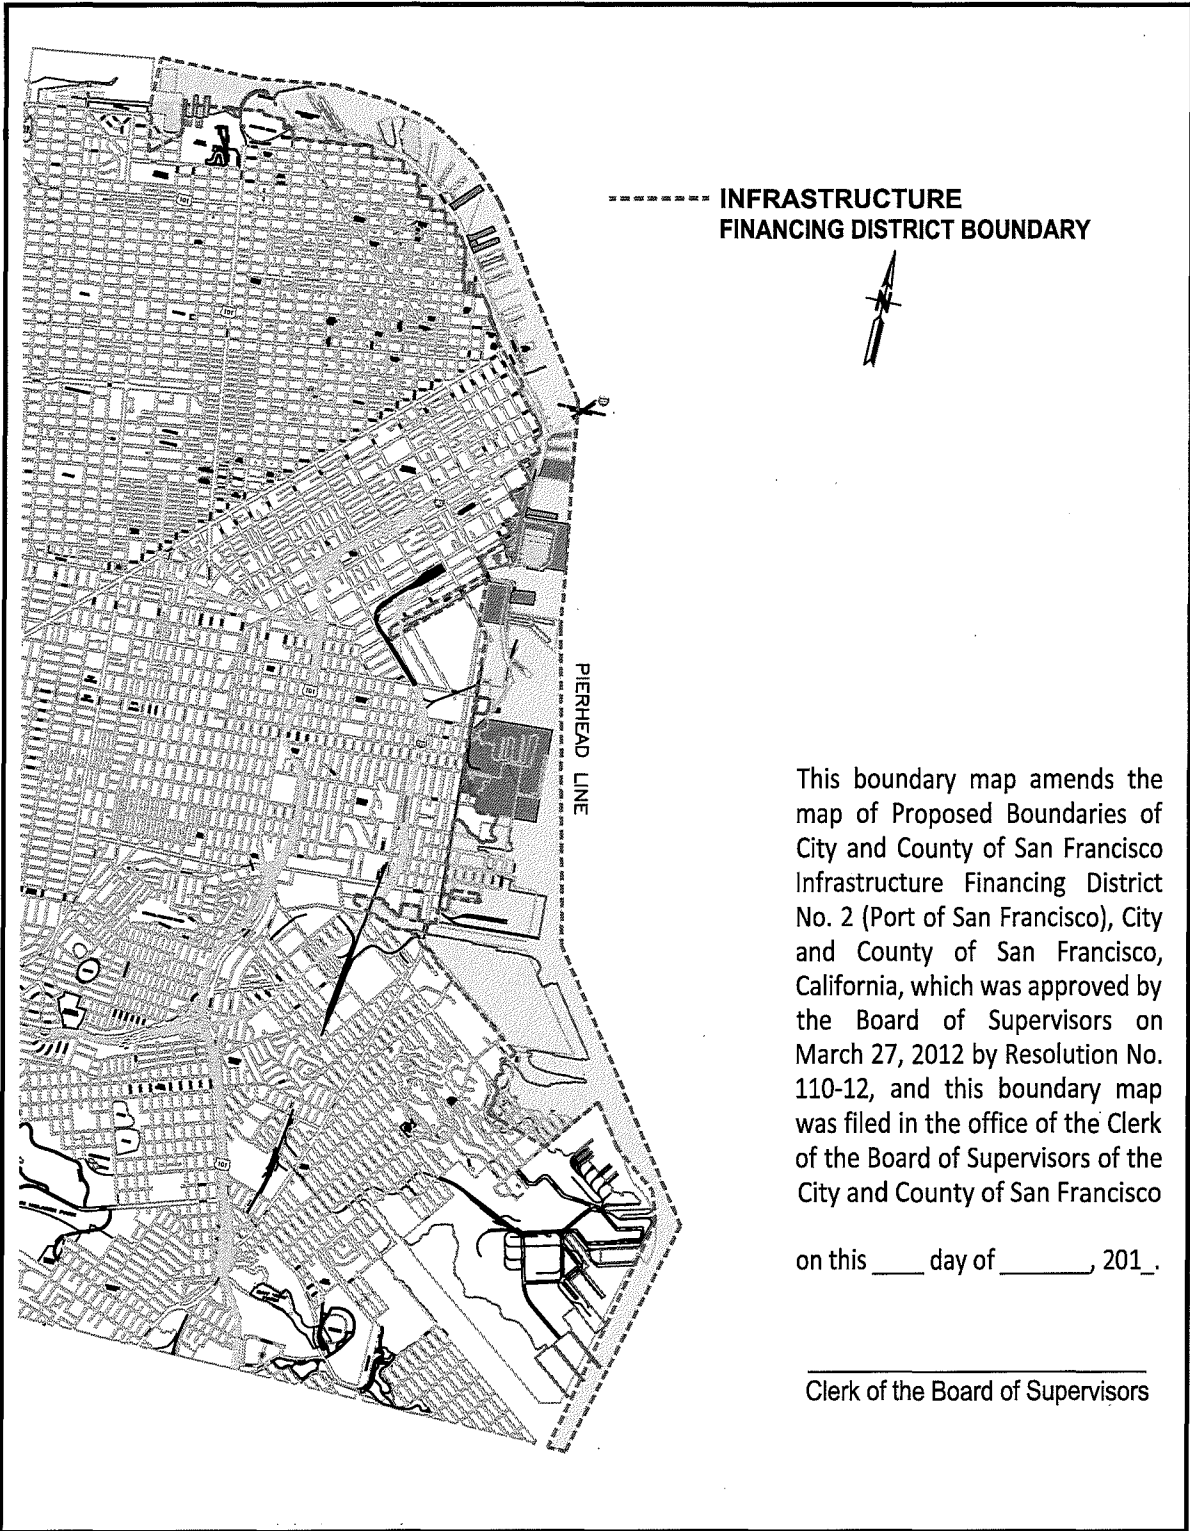 INFRASTRUCTURE
FINANCING DISTRICT BOUNDARY
N
PIERHEAD LINE
101
101
101
101
This boundary map amends the
map of Proposed Boundaries of
City and County of San Francisco
Infrastructure Financing District
No. 2 (Port of San Francisco), City
and County of San Francisco,
California, which was approved by
the Board of Supervisors on
March 27, 2012 by Resolution No.
110-12, and this boundary map
was filed in the office of the Clerk
of the Board of Supervisors of the
City and County of San Francisco
on this ____ day of _______, 201_.
Clerk of the Board of Supervisors